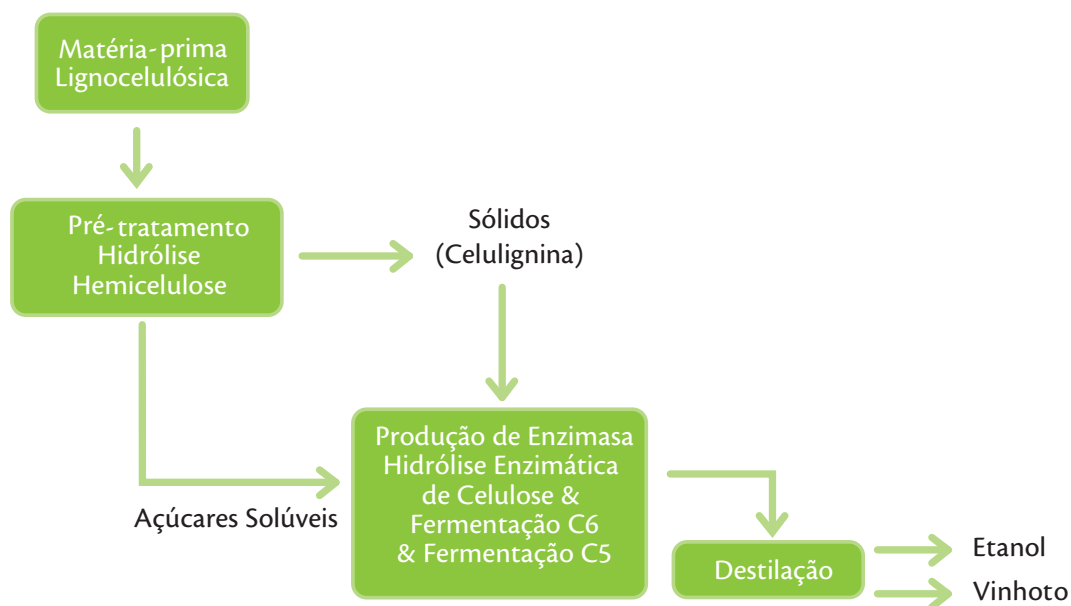 Matéria-prima
Lignocelulósica
Pré-tratamento
Hidrólise
Hemicelulose
Sólidos
(Celulignina)
Açúcares Solúveis
Produção de Enzimasa
Hidrólise Enzimática
de Celulose &
Fermentação C6
& Fermentação C5
Destilação
Etanol
Vinhoto